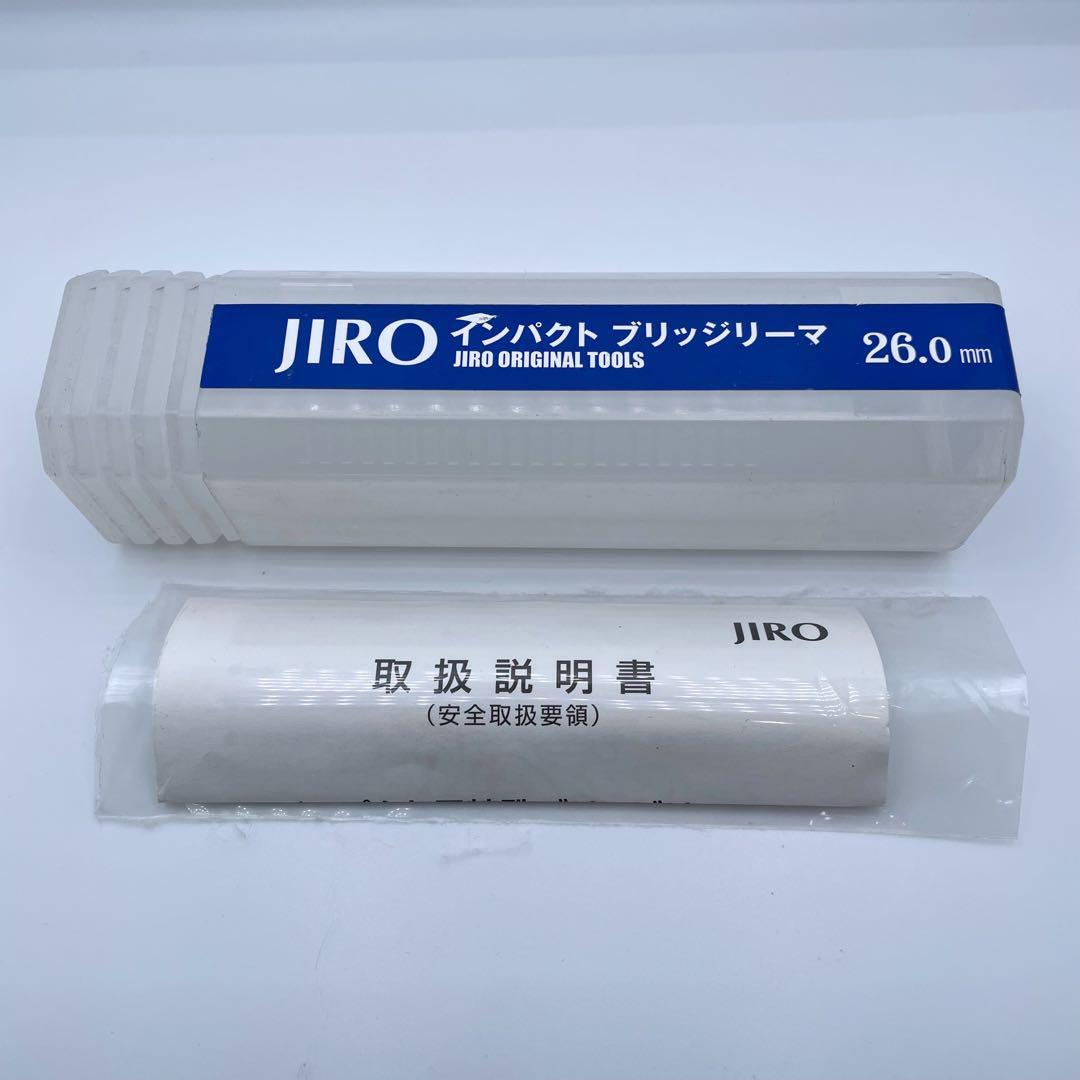 JIRO インパクト ブリッジリーマ 26.0 mm
JIRO ORIGINAL TOOLS
JIRO
取扱説明書
(安全取扱要領)